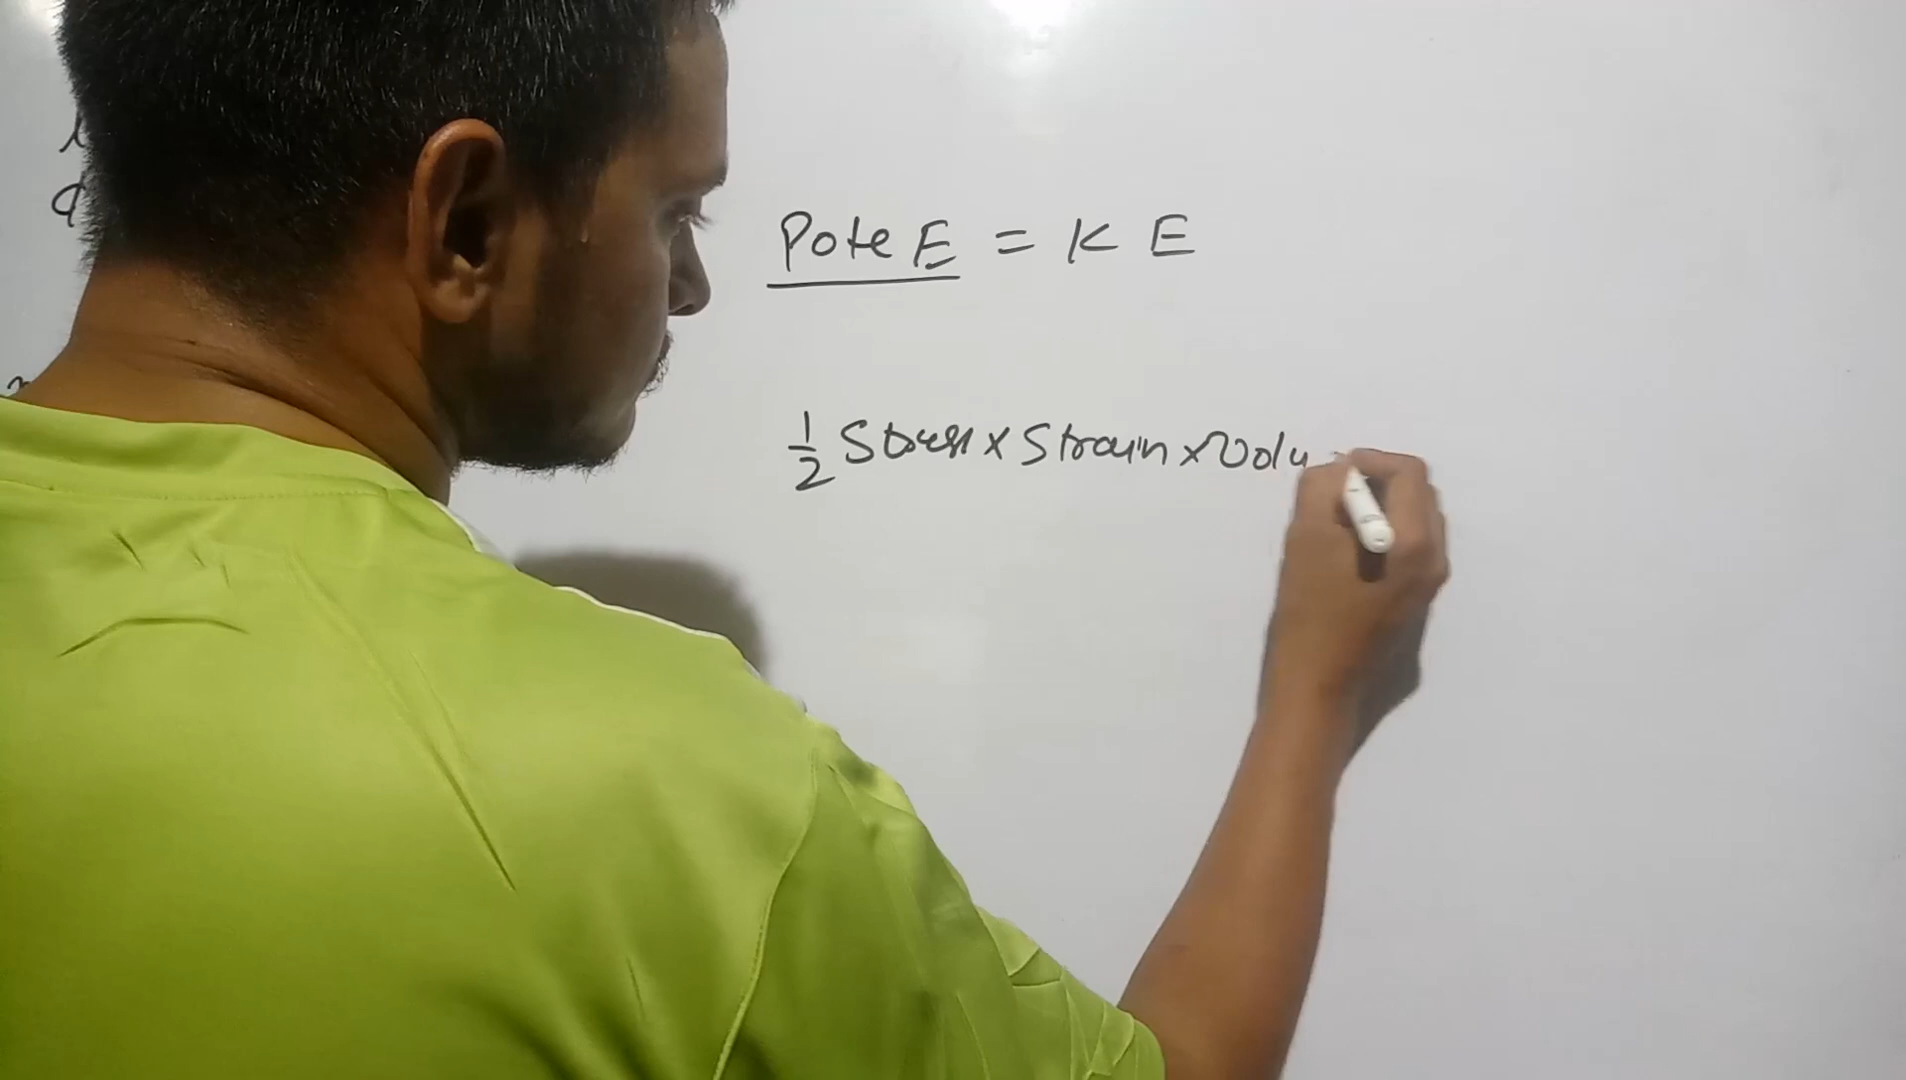 Pote E = K E
1/2 Stress x Strain x Volu